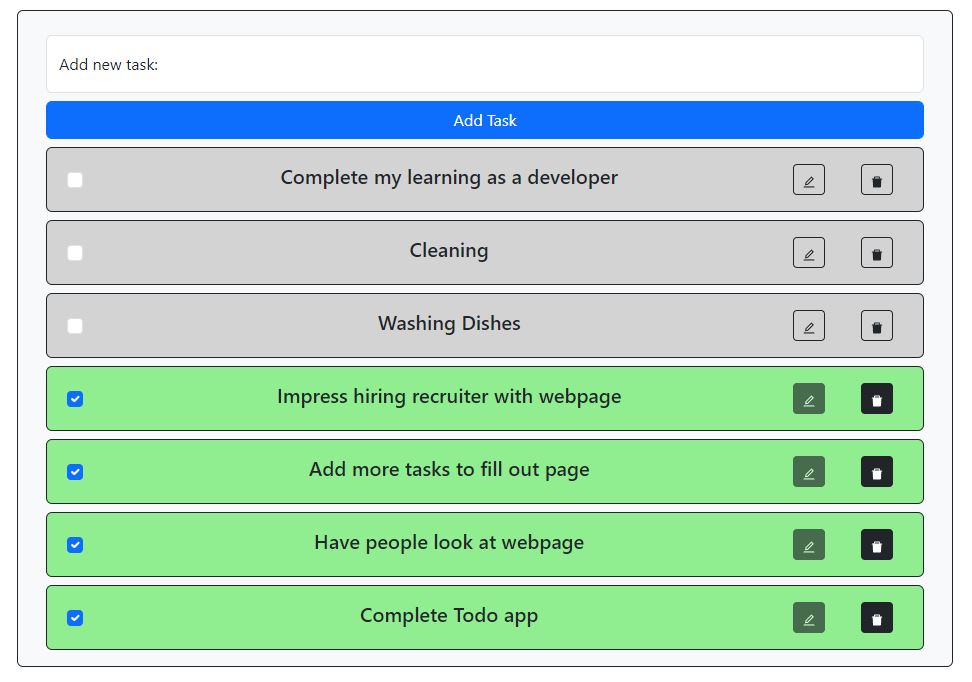 Add new task:
Add Task
Complete my learning as a developer
Cleaning
Washing Dishes
Impress hiring recruiter with webpage
Add more tasks to fill out page
Have people look at webpage
Complete Todo app